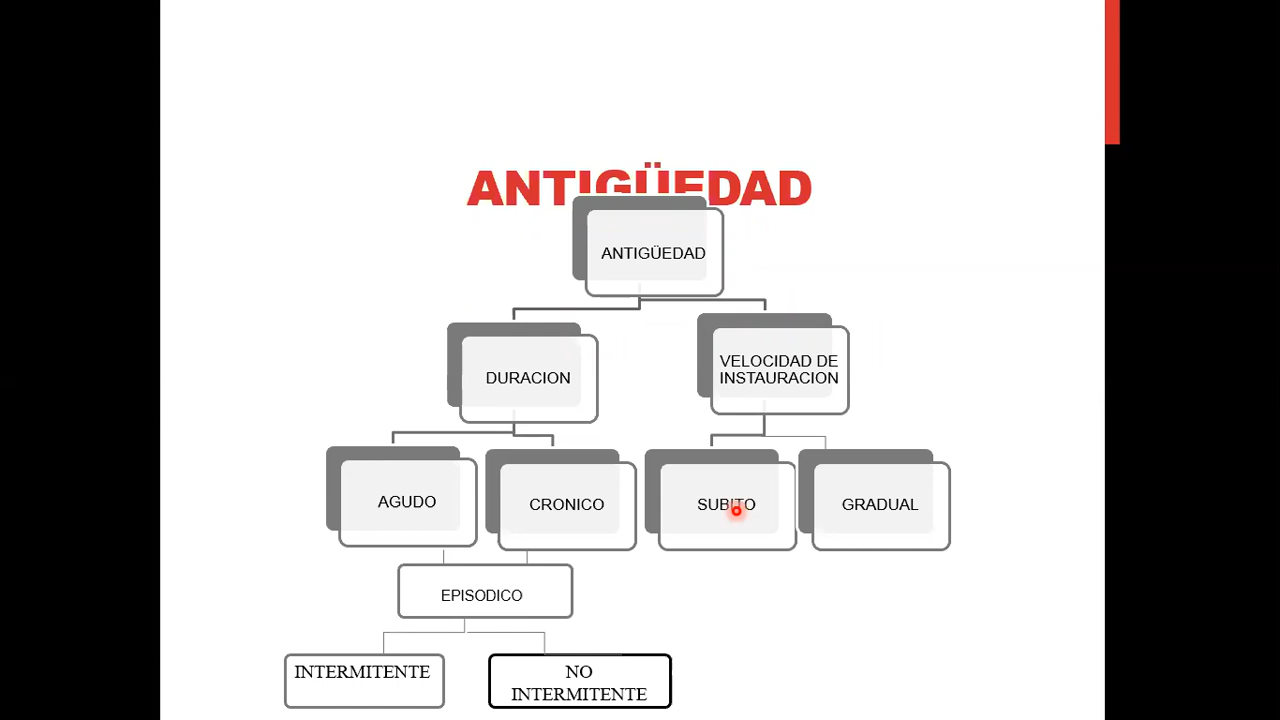 ANTIGÜEDAD
ANTIGÜEDAD
DURACION
VELOCIDAD DE
INSTAURACION
AGUDO
CRONICO
SUBITO
GRADUAL
EPISODICO
INTERMITENTE
NO
INTERMITENTE